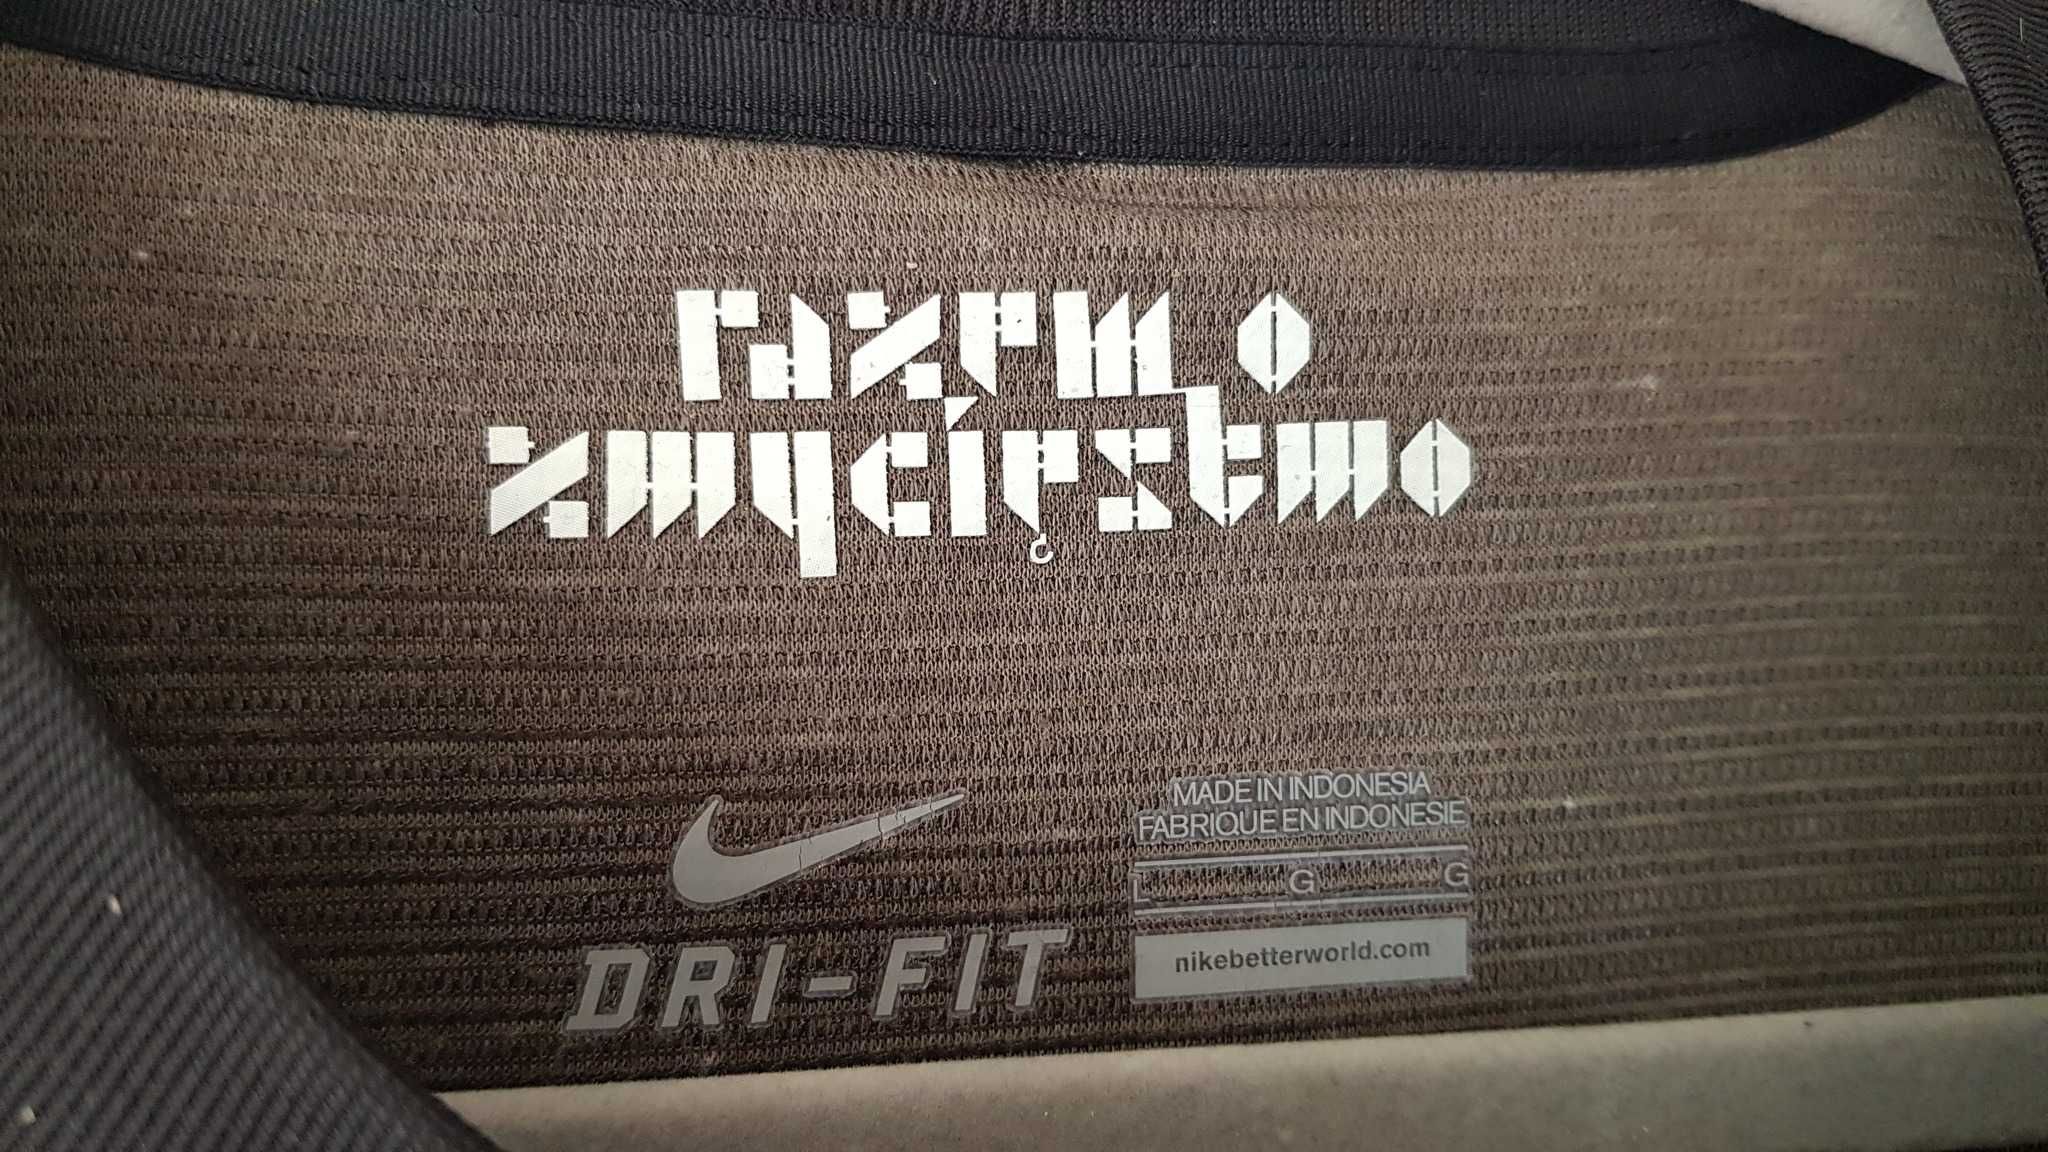 razem o
zwycięstwo
MADE IN INDONESIA
FABRIQUE EN INDONESIE
L G G
DRI-FIT
nikebetterworld.com